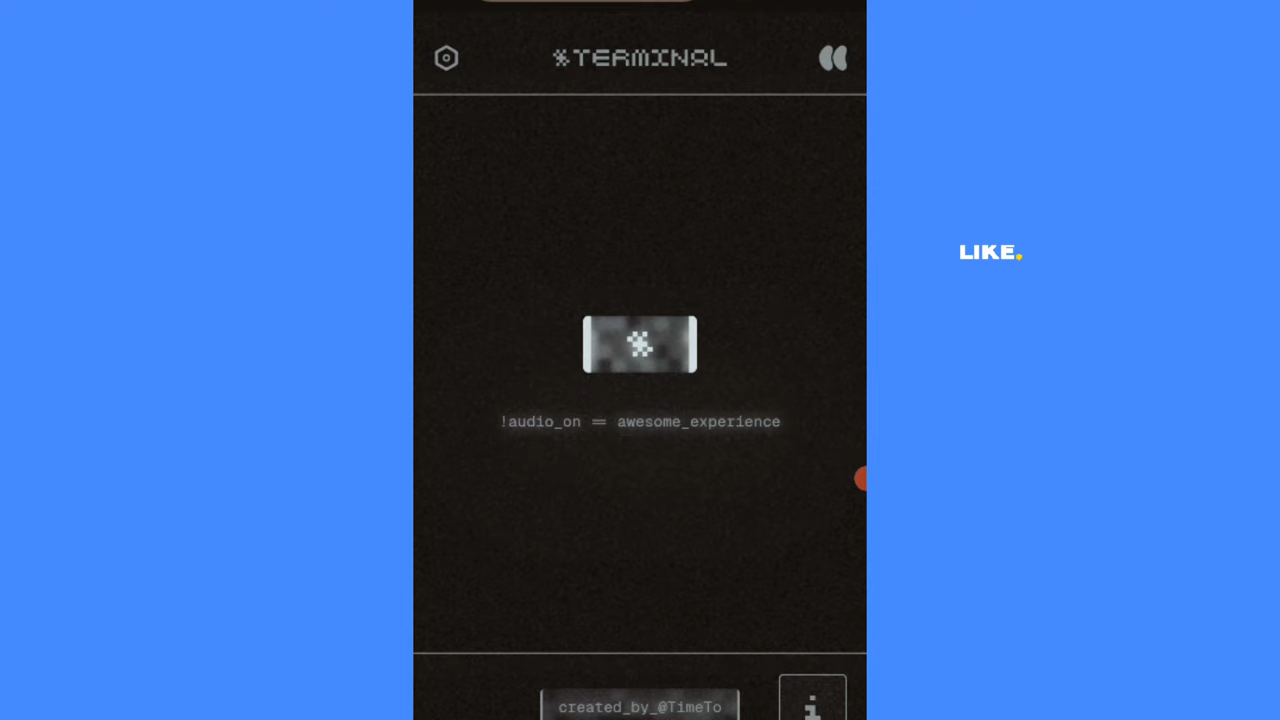 TERMINAL
LIKE.
!audio_on == awesome_experience
created_by_@TimeTo
i